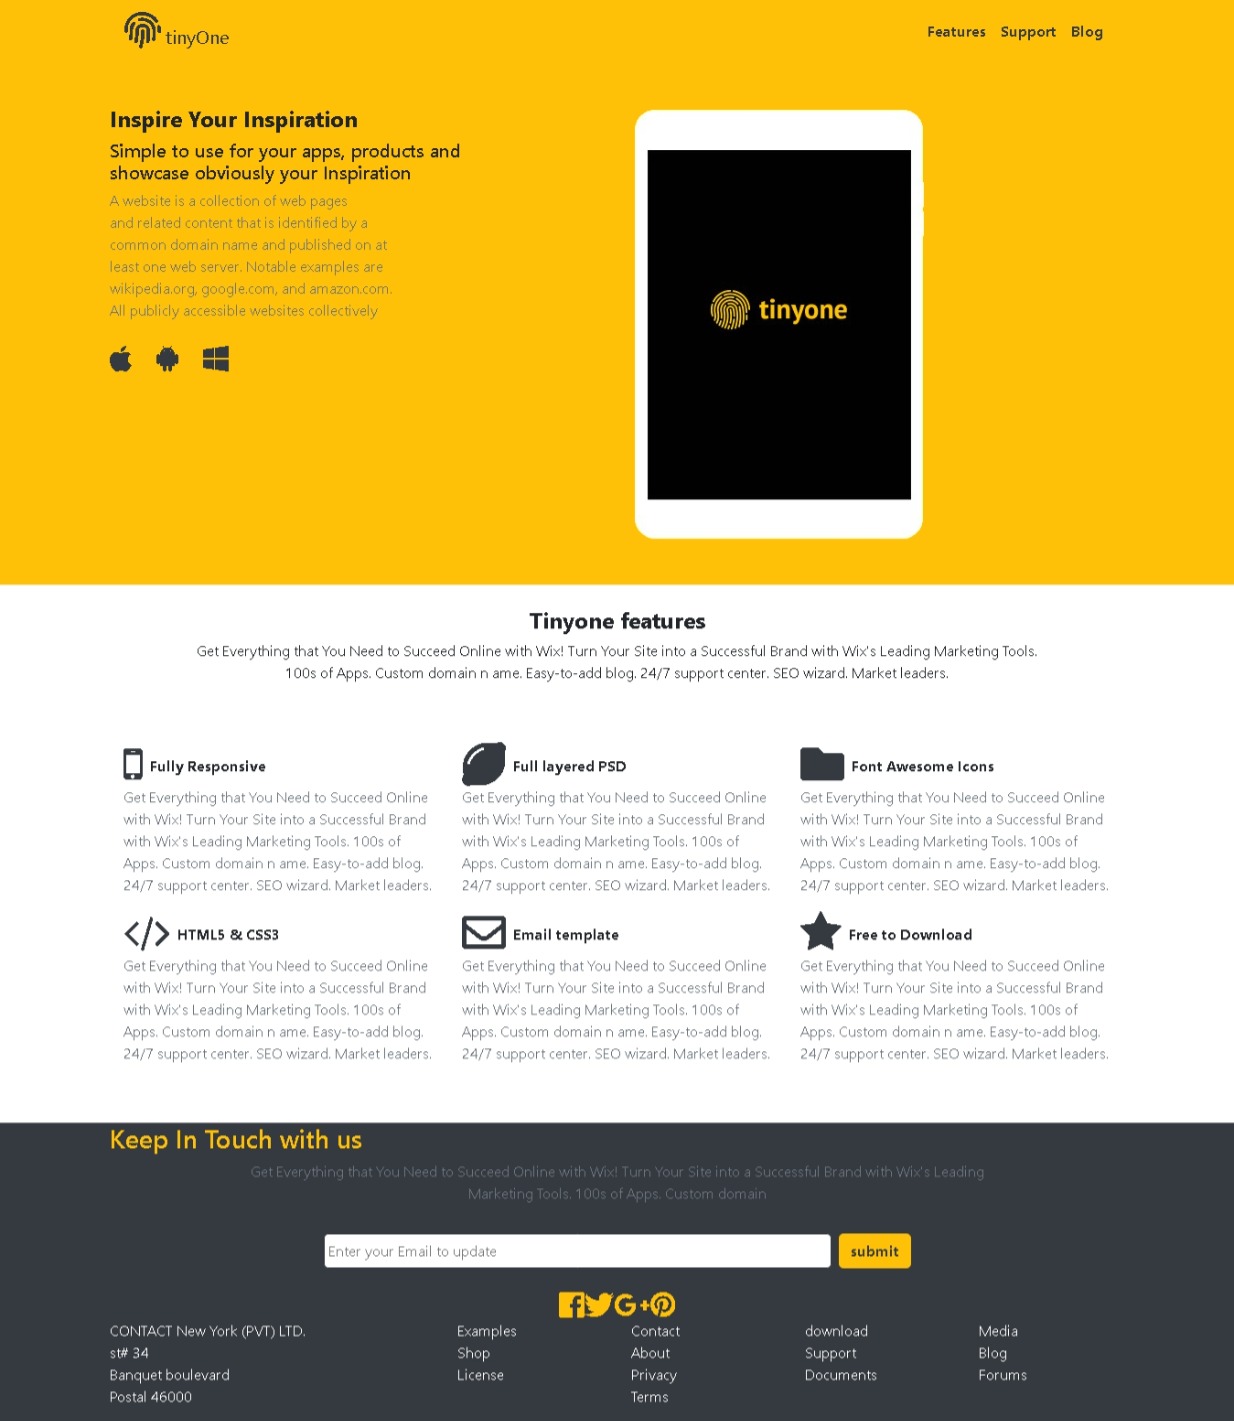 tinyOne
Features Support Blog
Inspire Your Inspiration
Simple to use for your apps, products and
showcase obviously your Inspiration
A website is a collection of web pages
and related content that is identified by a
common domain name and published on at
least one web server. Notable examples are
wikipedia.org, google.com, and amazon.com.
All publicly accessible websites collectively
tinyone
Tinyone features
Get Everything that You Need to Succeed Online with Wix! Turn Your Site into a Successful Brand with Wix's Leading Marketing Tools.
100s of Apps. Custom domain n ame. Easy-to-add blog. 24/7 support center. SEO wizard. Market leaders.
Fully Responsive
Get Everything that You Need to Succeed Online
with Wix! Turn Your Site into a Successful Brand
with Wix's Leading Marketing Tools. 100s of
Apps. Custom domain n ame. Easy-to-add blog.
24/7 support center. SEO wizard. Market leaders.
Full layered PSD
Get Everything that You Need to Succeed Online
with Wix! Turn Your Site into a Successful Brand
with Wix's Leading Marketing Tools. 100s of
Apps. Custom domain n ame. Easy-to-add blog.
24/7 support center. SEO wizard. Market leaders.
Font Awesome Icons
Get Everything that You Need to Succeed Online
with Wix! Turn Your Site into a Successful Brand
with Wix's Leading Marketing Tools. 100s of
Apps. Custom domain n ame. Easy-to-add blog.
24/7 support center. SEO wizard. Market leaders.
HTML5 & CSS3
Get Everything that You Need to Succeed Online
with Wix! Turn Your Site into a Successful Brand
with Wix's Leading Marketing Tools. 100s of
Apps. Custom domain n ame. Easy-to-add blog.
24/7 support center. SEO wizard. Market leaders.
Email template
Get Everything that You Need to Succeed Online
with Wix! Turn Your Site into a Successful Brand
with Wix's Leading Marketing Tools. 100s of
Apps. Custom domain n ame. Easy-to-add blog.
24/7 support center. SEO wizard. Market leaders.
Free to Download
Get Everything that You Need to Succeed Online
with Wix! Turn Your Site into a Successful Brand
with Wix's Leading Marketing Tools. 100s of
Apps. Custom domain n ame. Easy-to-add blog.
24/7 support center. SEO wizard. Market leaders.
Keep In Touch with us
Get Everything that You Need to Succeed Online with Wix! Turn Your Site into a Successful Brand with Wix's Leading
Marketing Tools. 100s of Apps. Custom domain
Enter your Email to update
submit
CONTACT New York (PVT) LTD.
st# 34
Banquet boulevard
Postal 46000
Examples
Shop
License
Contact
About
Privacy
Terms
download
Support
Documents
Media
Blog
Forums